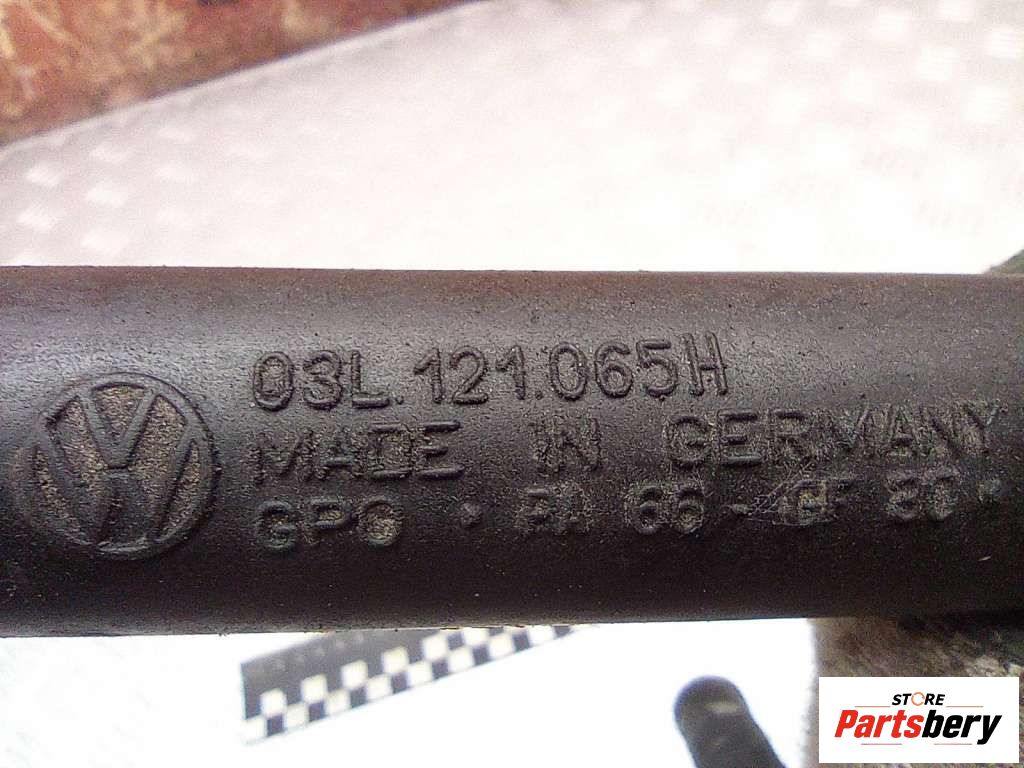 03L.121.065H
MADE IN GERMANY
GPO • PA 66 - GF 30 •
STORE
Partsbery